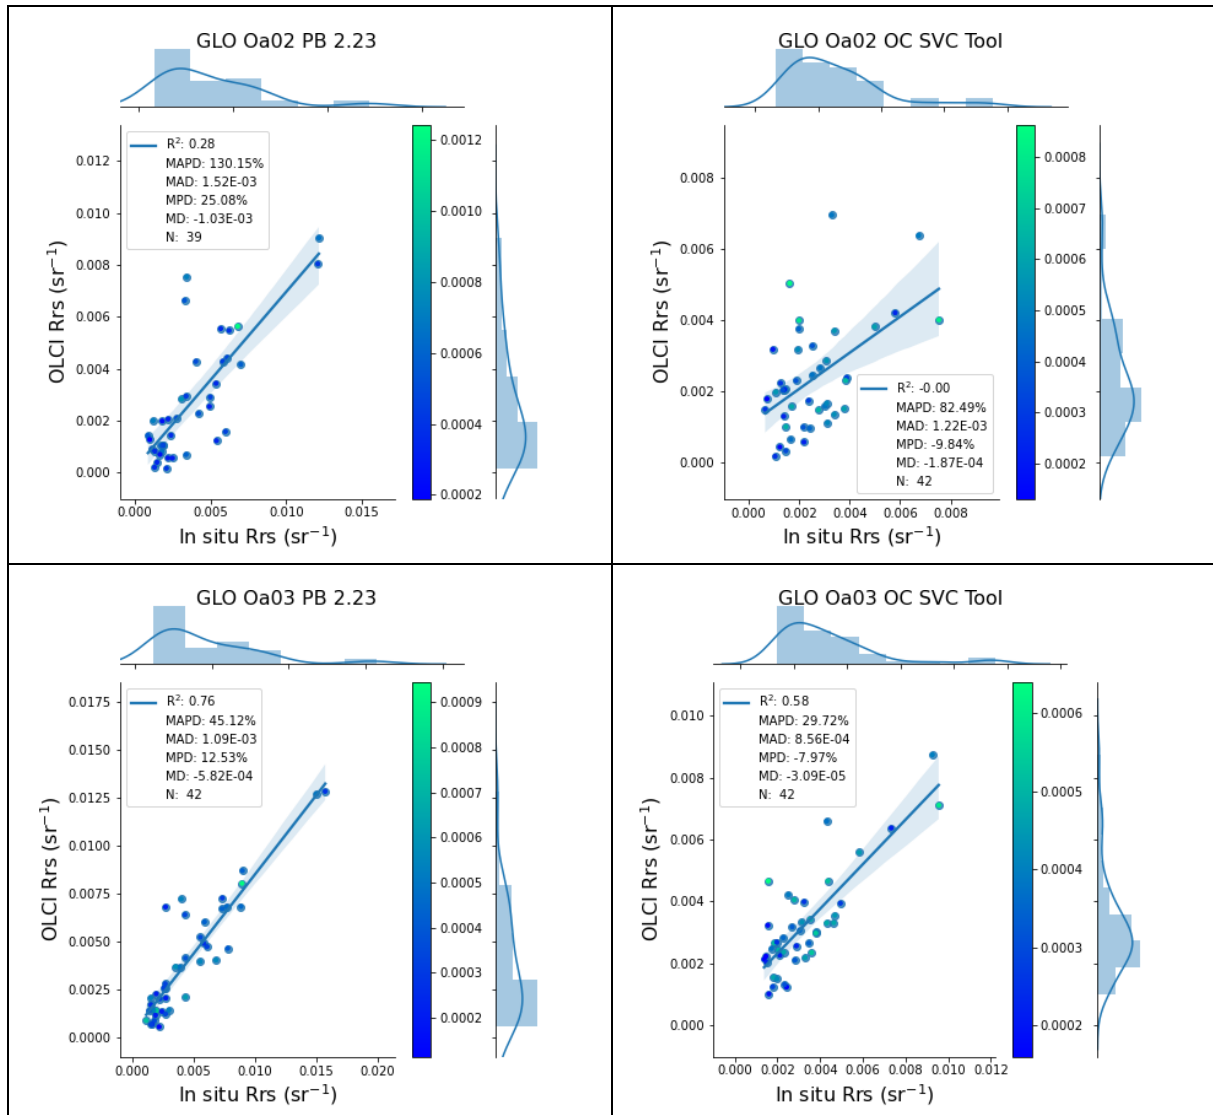 GLO Oa02 PB 2.23
R²: 0.28
MAPD: 130.15%
MAD: 1.52E-03
MPD: 25.08%
MD: -1.03E-03
N: 39
OLCI Rrs (sr⁻¹)
0.012
0.010
0.008
0.006
0.004
0.002
0.000
0.000 0.005 0.010 0.015
In situ Rrs (sr⁻¹)
0.0012
0.0010
0.0008
0.0006
0.0004
0.0002
GLO Oa02 OC SVC Tool
R²: -0.00
MAPD: 82.49%
MAD: 1.22E-03
MPD: -9.84%
MD: -1.87E-04
N: 42
OLCI Rrs (sr⁻¹)
0.008
0.006
0.004
0.002
0.000
0.000 0.002 0.004 0.006 0.008
In situ Rrs (sr⁻¹)
0.0008
0.0007
0.0006
0.0005
0.0004
0.0003
0.0002
GLO Oa03 PB 2.23
R²: 0.76
MAPD: 45.12%
MAD: 1.09E-03
MPD: 12.53%
MD: -5.82E-04
N: 42
OLCI Rrs (sr⁻¹)
0.0175
0.0150
0.0125
0.0100
0.0075
0.0050
0.0025
0.0000
0.000 0.005 0.010 0.015 0.020
In situ Rrs (sr⁻¹)
0.0009
0.0008
0.0007
0.0006
0.0005
0.0004
0.0003
0.0002
GLO Oa03 OC SVC Tool
R²: 0.58
MAPD: 29.72%
MAD: 8.56E-04
MPD: -7.97%
MD: -3.09E-05
N: 42
OLCI Rrs (sr⁻¹)
0.010
0.008
0.006
0.004
0.002
0.000
0.000 0.002 0.004 0.006 0.008 0.010 0.012
In situ Rrs (sr⁻¹)
0.0006
0.0005
0.0004
0.0003
0.0002